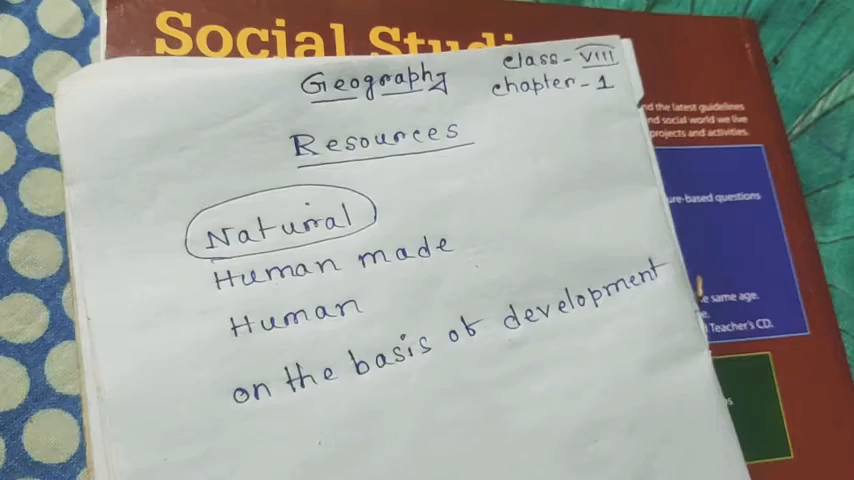 Social Studi
Geography
class - VIII
chapter - 1
Resources
Natural
Human made
Human
on the basis of development
nd the latest guidelines
nd social world we live
projects and activities.
ure-based questions
e same age.
e.
Teacher's CD.